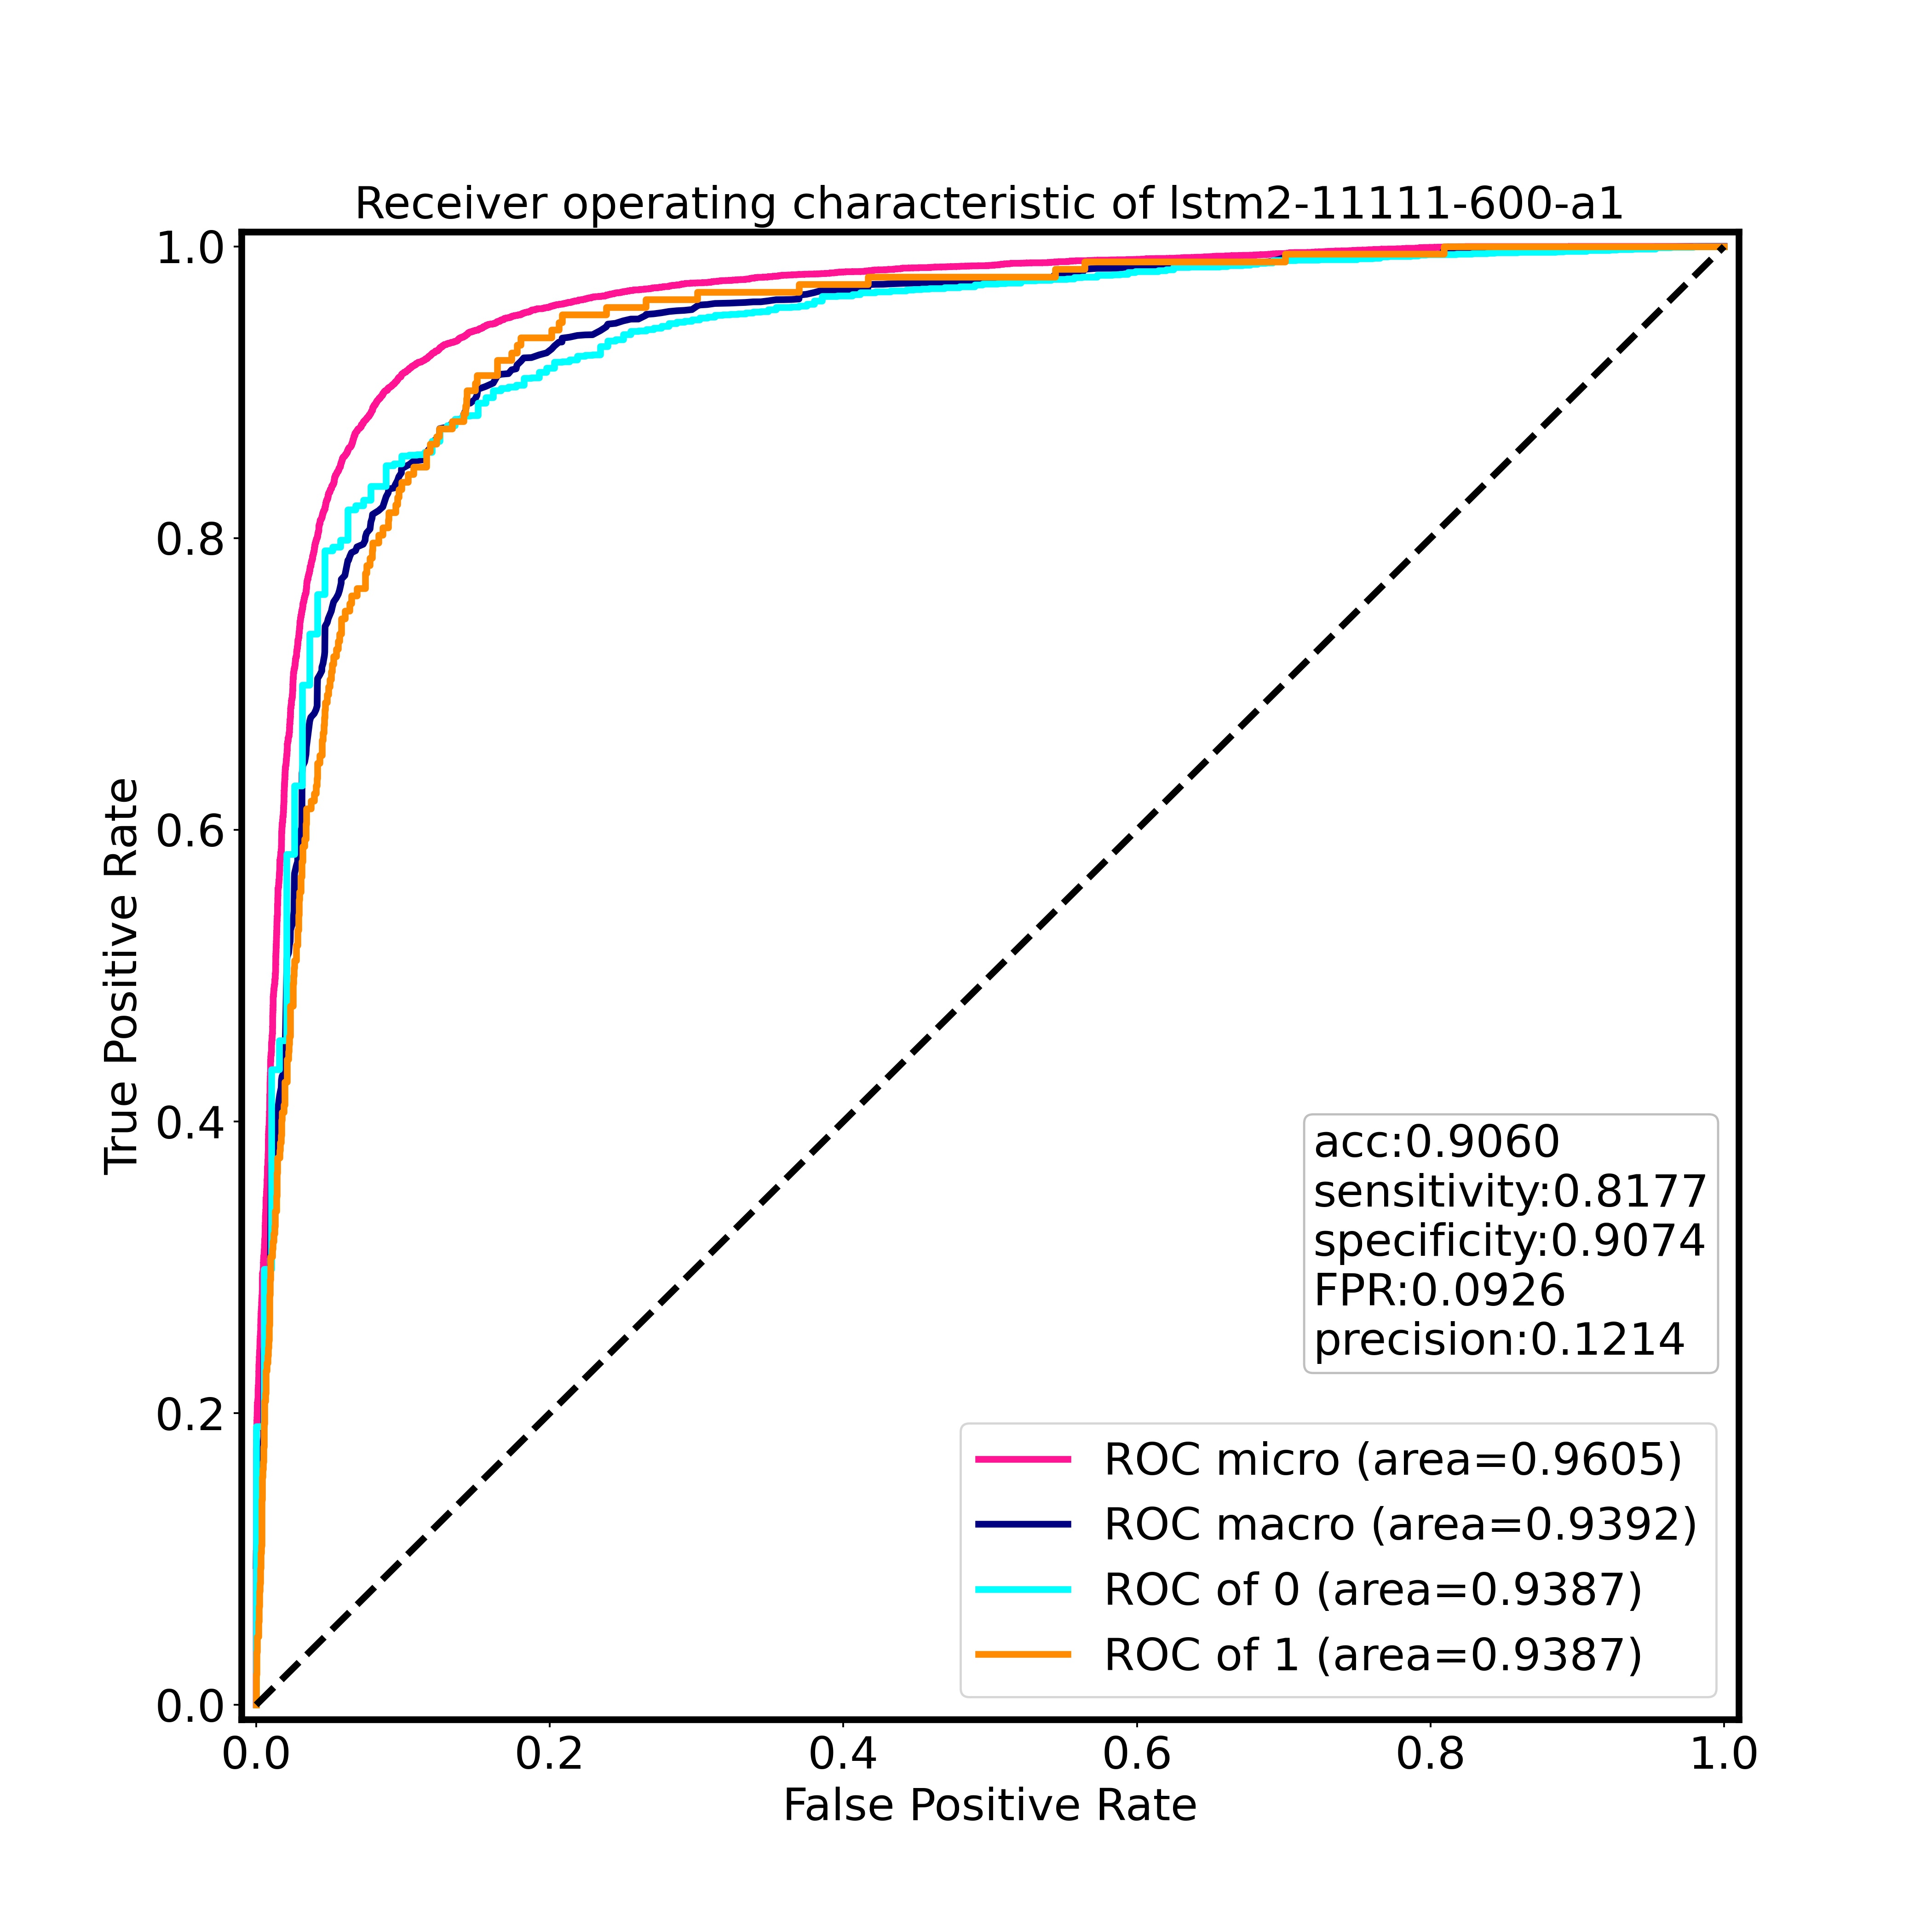 Receiver operating characteristic of lstm2-11111-600-a1
1.0
0.8
0.6
0.4
0.2
0.0
True Positive Rate
acc:0.9060
sensitivity:0.8177
specificity:0.9074
FPR:0.0926
precision:0.1214
ROC micro (area=0.9605)
ROC macro (area=0.9392)
ROC of 0 (area=0.9387)
ROC of 1 (area=0.9387)
0.0 0.2 0.4 0.6 0.8 1.0
False Positive Rate